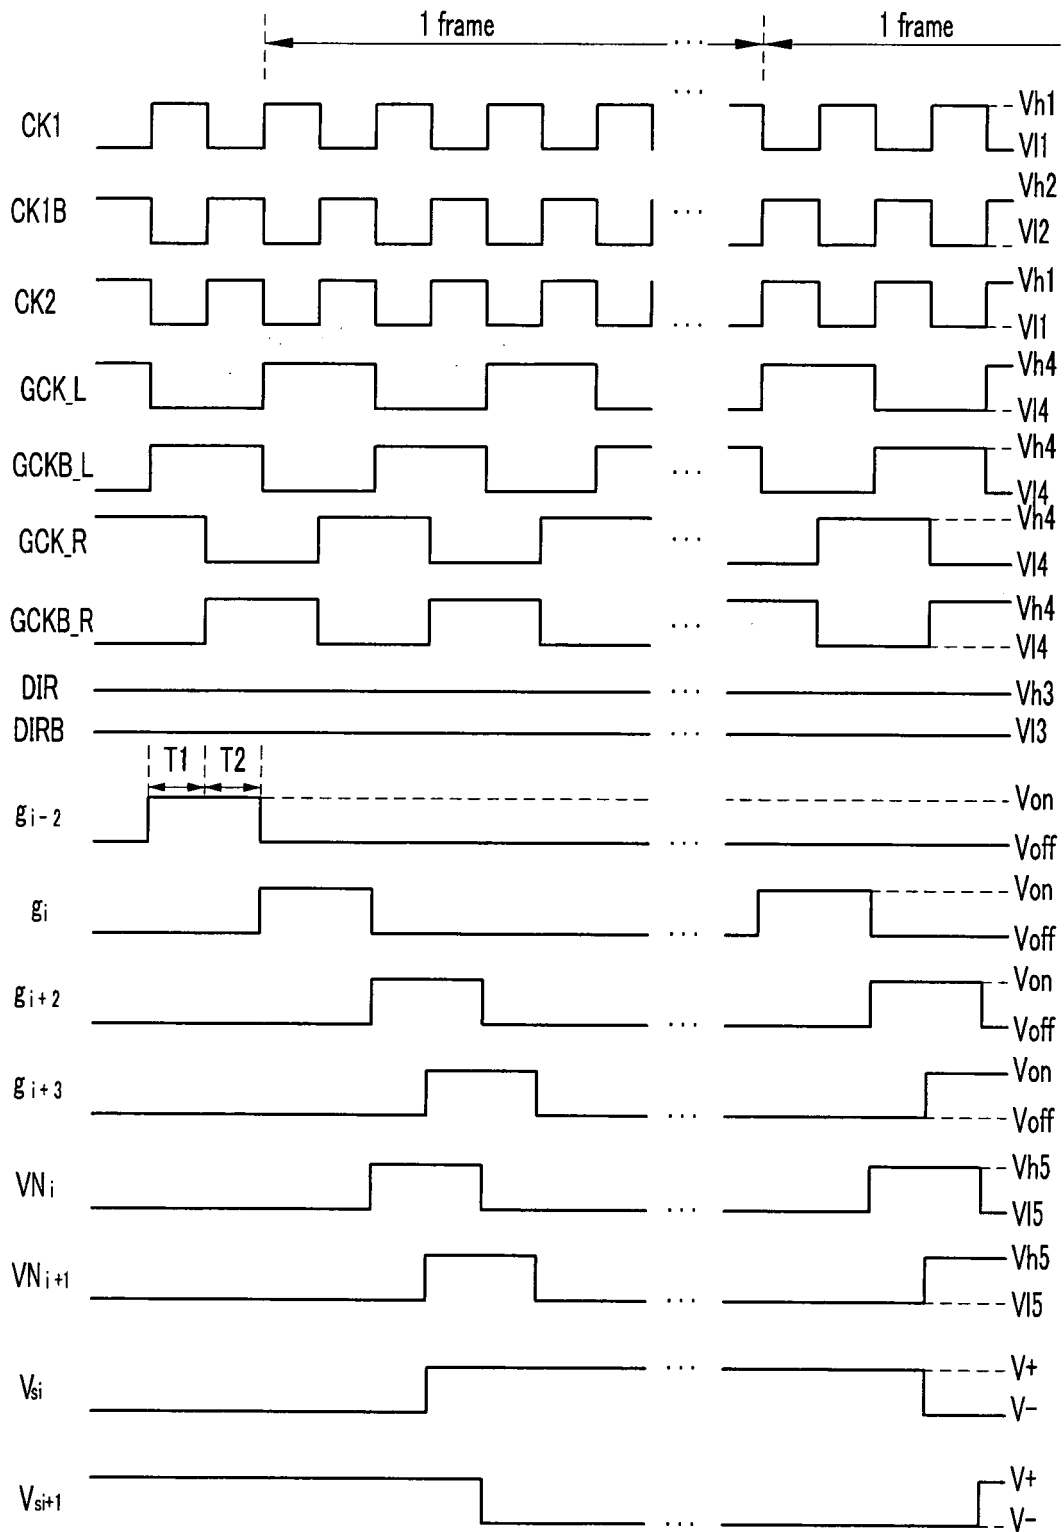 1 frame ... 1 frame
...
CK1 Vh1
Vl1
CK1B ... Vh2
Vl2
CK2 ... Vh1
Vl1
GCK_L ... Vh4
Vl4
GCKB_L ... Vh4
Vl4
GCK_R ... Vh4
Vl4
GCKB_R ... Vh4
Vl4
DIR ... Vh3
DIRB ... Vl3
T1 T2
gi-2 ... Von
Voff
gi ... Von
Voff
gi+2 ... Von
Voff
gi+3 ... Von
Voff
VNi ... Vh5
Vl5
VNi+1 ... Vh5
Vl5
Vsi ... V+
V-
Vsi+1 ... V+
V-